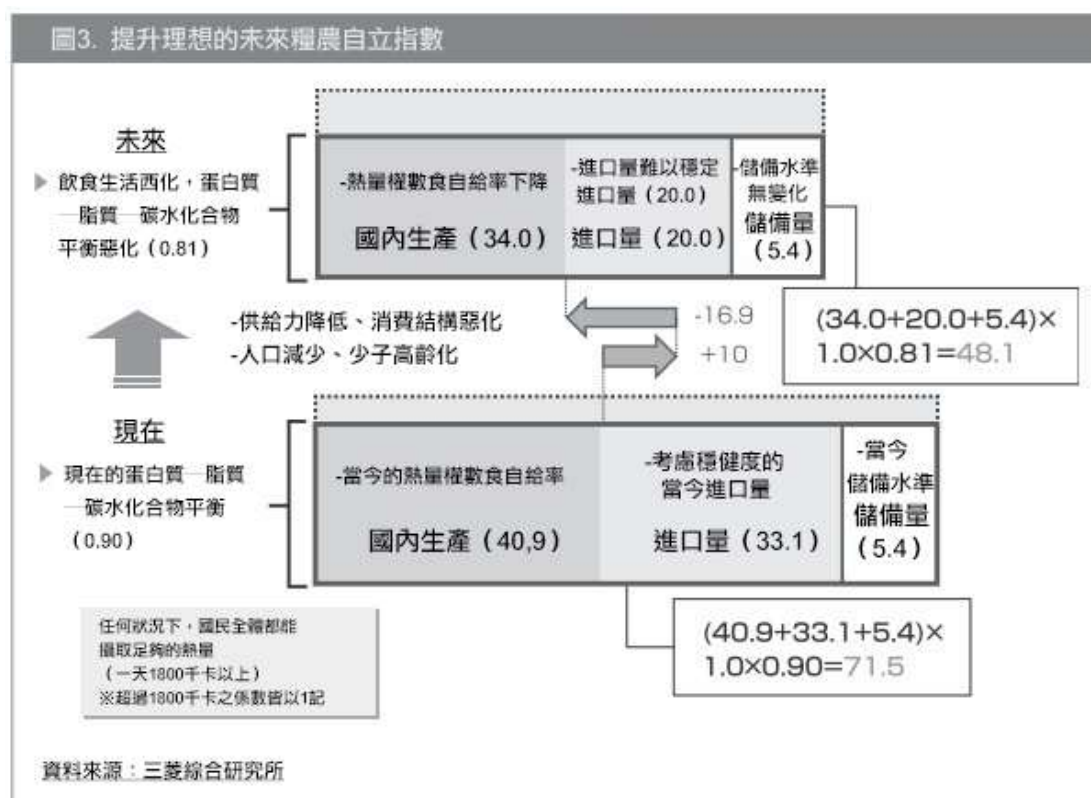 圖3. 提升理想的未來糧農自立指數
未來
飲食生活西化，蛋白質
—脂質—碳水化合物
平衡惡化（0.81）
-熱量權數食自給率下降
國內生產（34.0）
-進口量難以穩定
進口量（20.0）
進口量（20.0）
-儲備水準
無變化
儲備量
（5.4）
-供給力降低、消費結構惡化
-人口減少、少子高齡化
-16.9
+10
(34.0+20.0+5.4)×
1.0×0.81=48.1
現在
現在的蛋白質—脂質
—碳水化合物平衡
（0.90）
-當今的熱量權數食自給率
國內生產（40,9）
-考慮穩健度的
當今進口量
進口量（33.1）
-當今
儲備水準
儲備量
（5.4）
(40.9+33.1+5.4)×
1.0×0.90=71.5
任何狀況下，國民全體都能
攝取足夠的熱量
（一天1800千卡以上）
※超過1800千卡之係數皆以1記
資料來源：三菱綜合研究所